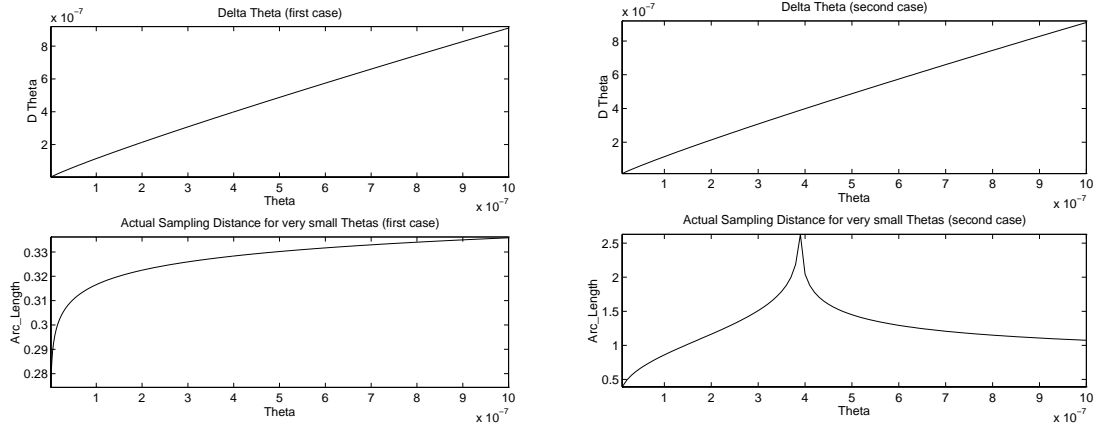 Delta Theta (first case)
x 10⁻⁷
8
6
4
2
D Theta
1 2 3 4 5 6 7 8 9 10
Theta
x 10⁻⁷
Actual Sampling Distance for very small Thetas (first case)
0.33
0.32
0.3
0.3
0.29
0.28
Arc_Length
1 2 3 4 5 6 7 8 9 10
Theta
x 10⁻⁷
Delta Theta (second case)
x 10⁻⁷
8
6
4
2
D Theta
1 2 3 4 5 6 7 8 9 10
Theta
x 10⁻⁷
Actual Sampling Distance for very small Thetas (second case)
2.5
2
1.5
1
0.5
Arc_Length
1 2 3 4 5 6 7 8 9 10
Theta
x 10⁻⁷